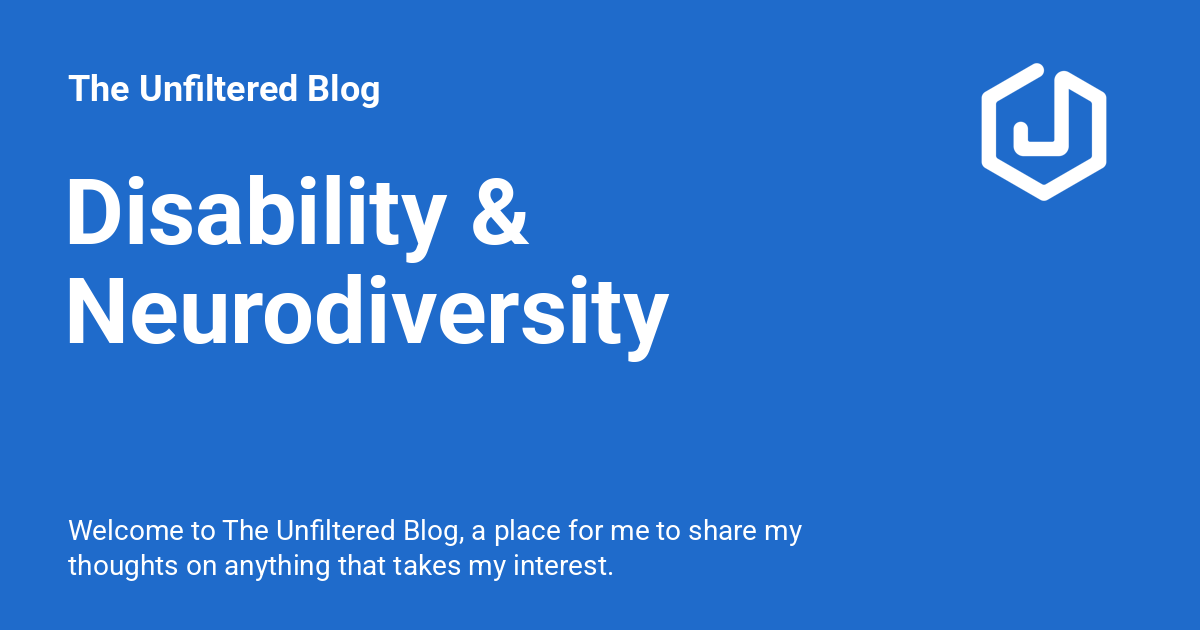 The Unfiltered Blog
Disability &
Neurodiversity
Welcome to The Unfiltered Blog, a place for me to share my
thoughts on anything that takes my interest.